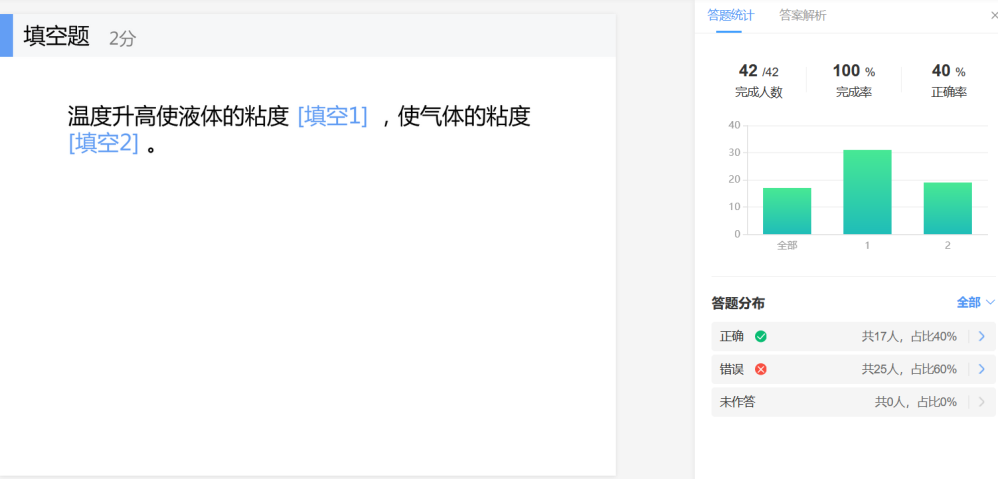 填空题 2分
温度升高使液体的粘度 [填空1] ，使气体的粘度
[填空2] 。
答题统计 答案解析
42 /42 100 % 40 %
完成人数 完成率 正确率
40
30
20
10
0
全部 1 2
答题分布 全部
正确 共17人，占比40%
错误 共25人，占比60%
未作答 共0人，占比0%